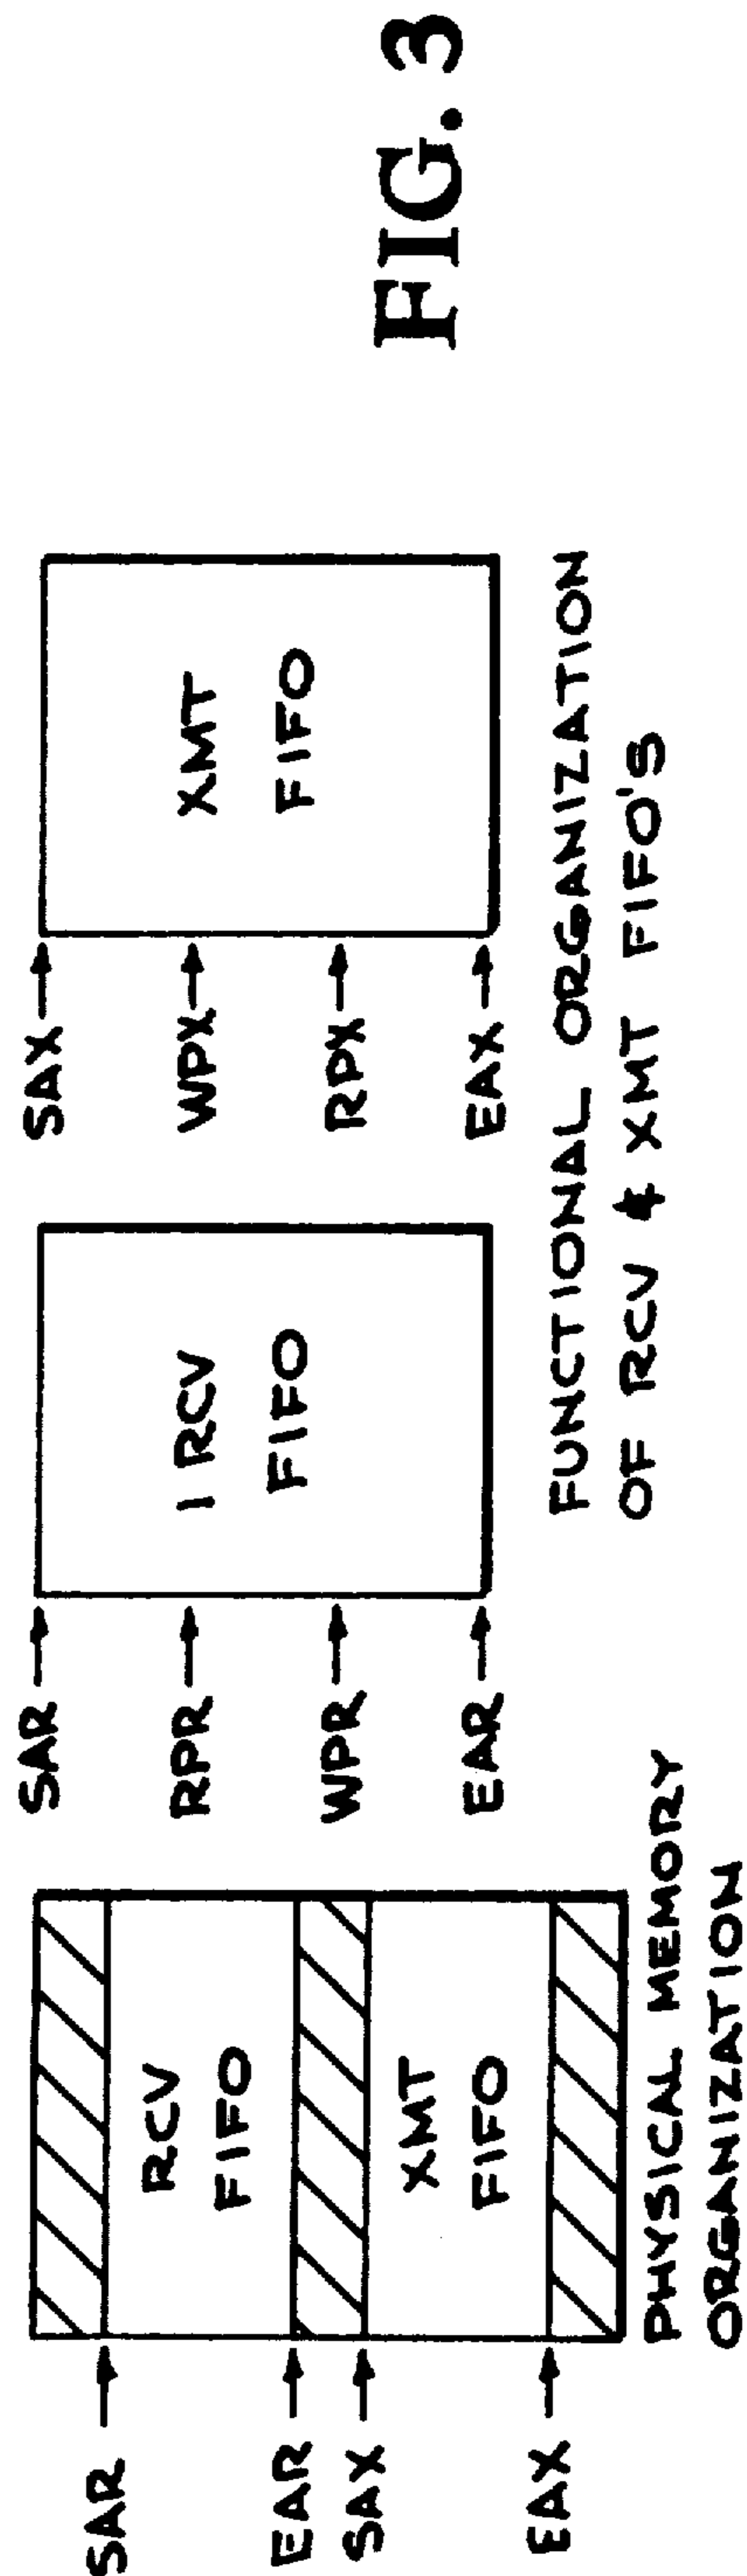 SAR
EAR
SAX
EAX
RCV
FIFO
XMT
FIFO
PHYSICAL MEMORY
ORGANIZATION
SAR
RPR
WPR
EAR
I RCV
FIFO
SAX
WPX
RPX
EAX
XMT
FIFO
FUNCTIONAL ORGANIZATION
OF RCV & XMT FIFO'S
FIG. 3